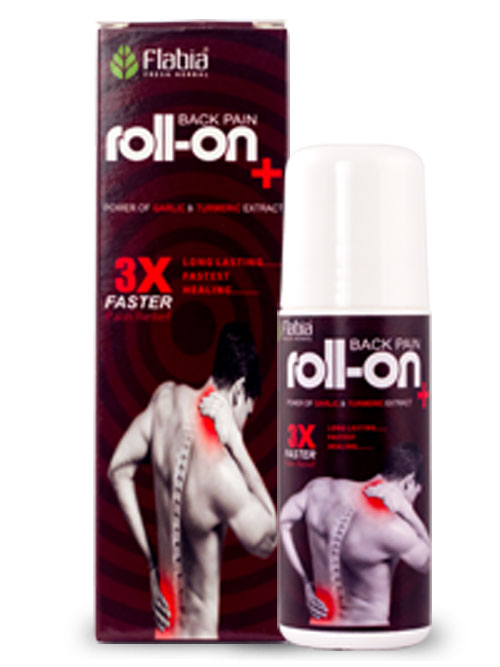 Flabia®
FRESH HERBAL
BACK PAIN
roll-on
+
POWER OF GARLIC & TURMERIC EXTRACT
3X
FASTER
Pain Relief
LONG LASTING
FASTEST
HEALING
Flabia
FRESH HERBAL
BACK PAIN
roll-on
+
POWER OF GARLIC & TURMERIC EXTRACT
3X
FASTER
Pain Relief
LONG LASTING
FASTEST
HEALING